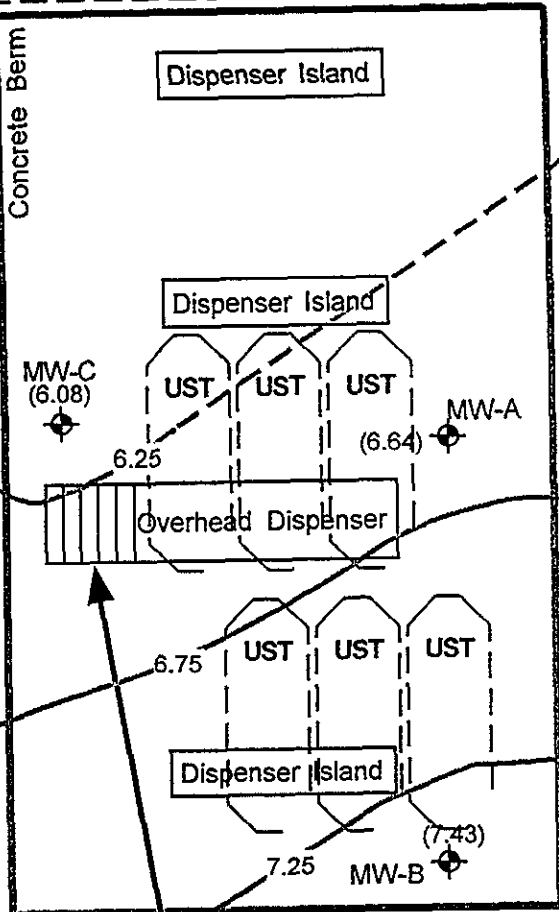 Concrete Berm
Dispenser Island
Dispenser Island
MW-C
(6.08)
UST UST UST
MW-A
(6.64)
6.25
Overhead Dispenser
6.75
UST UST UST
Dispenser Island
(7.43)
7.25
MW-B